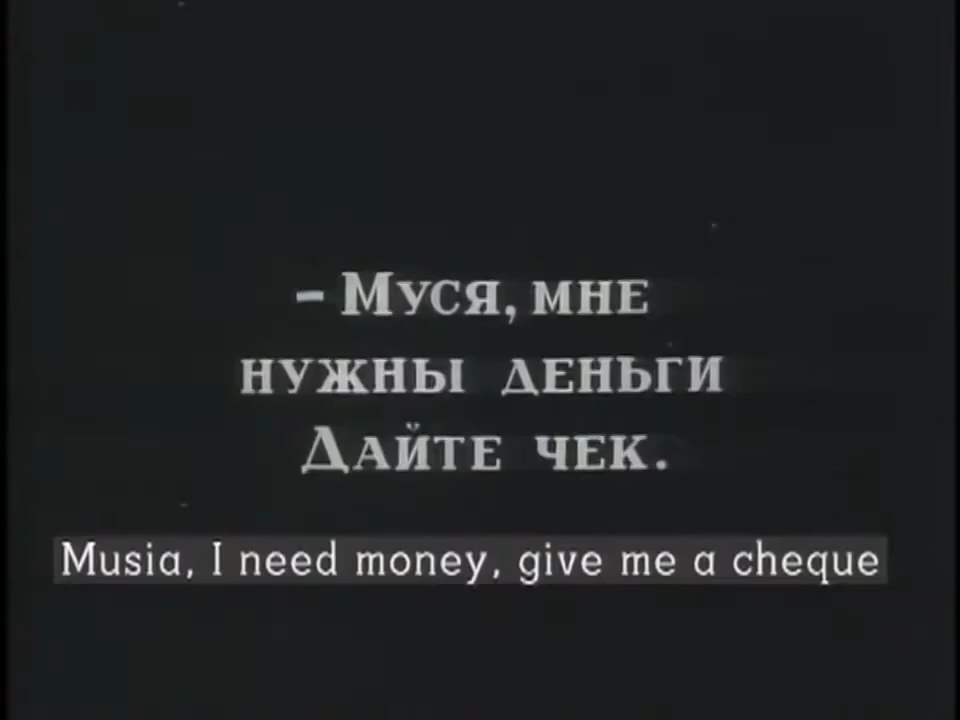 – Муся, мне
нужны деньги
Дайте чек.
Musia, I need money, give me a cheque